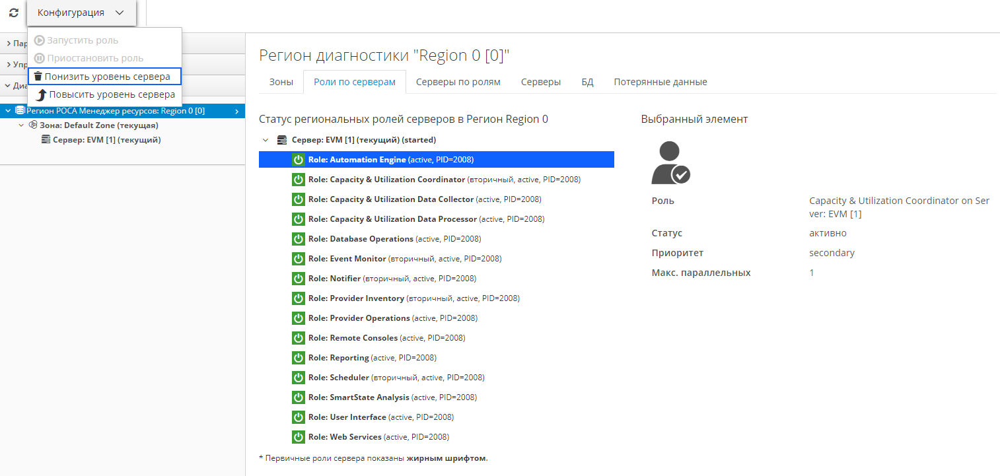 Конфигурация
Запустить роль
Приостановить роль
Понизить уровень сервера
Повысить уровень сервера
Пар
Упр
Диа
Регион РОСА Менеджер ресурсов: Region 0 [0]
Зона: Default Zone (текущая)
Сервер: EVM [1] (текущий)
Регион диагностики "Region 0 [0]"
Зоны Роли по серверам Серверы по ролям Серверы БД Потерянные данные
Статус региональных ролей серверов в Регион Region 0
Сервер: EVM [1] (текущий) (started)
Role: Automation Engine (active, PID=2008)
Role: Capacity & Utilization Coordinator (вторичный, active, PID=2008)
Role: Capacity & Utilization Data Collector (active, PID=2008)
Role: Capacity & Utilization Data Processor (active, PID=2008)
Role: Database Operations (active, PID=2008)
Role: Event Monitor (вторичный, active, PID=2008)
Role: Notifier (вторичный, active, PID=2008)
Role: Provider Inventory (вторичный, active, PID=2008)
Role: Provider Operations (active, PID=2008)
Role: Remote Consoles (active, PID=2008)
Role: Reporting (active, PID=2008)
Role: Scheduler (вторичный, active, PID=2008)
Role: SmartState Analysis (active, PID=2008)
Role: User Interface (active, PID=2008)
Role: Web Services (active, PID=2008)
* Первичные роли сервера показаны жирным шрифтом.
Выбранный элемент
Роль Capacity & Utilization Coordinator on Ser
ver: EVM [1]
Статус активно
Приоритет secondary
Макс. параллельных 1